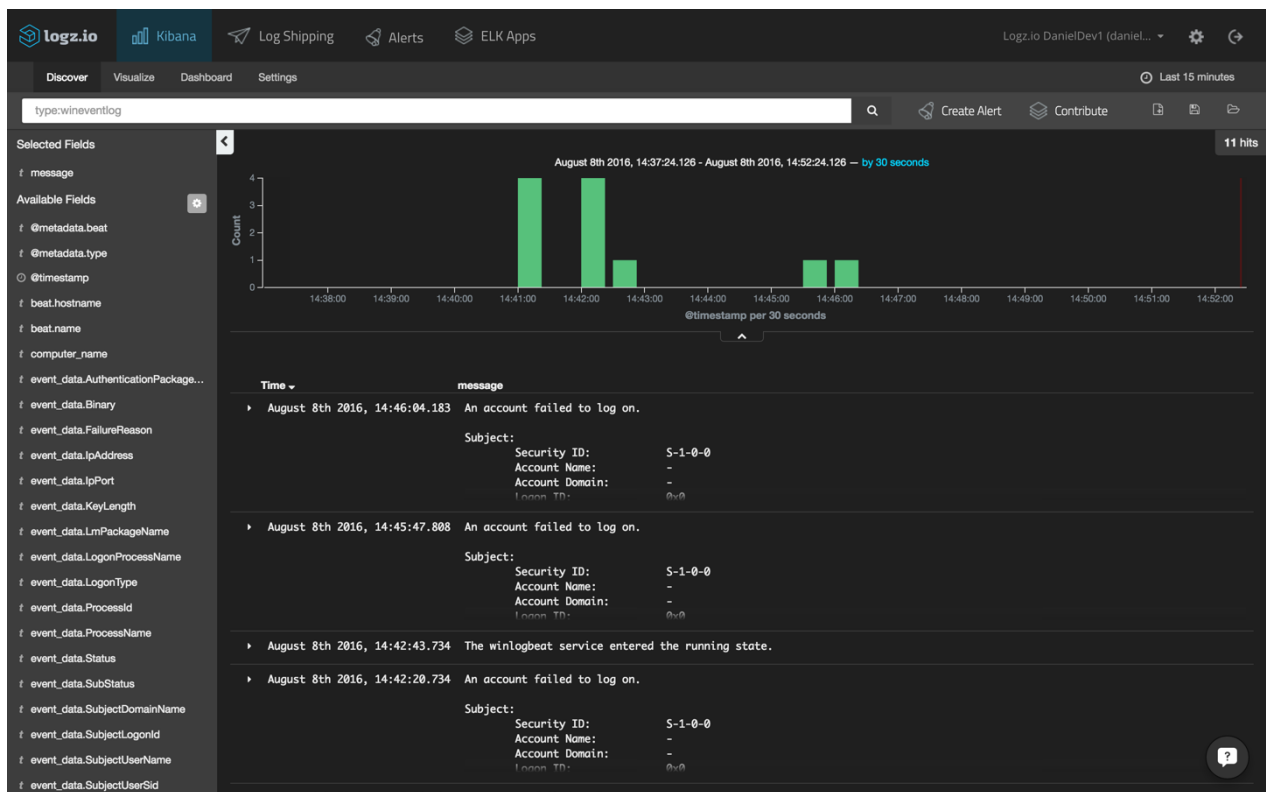 logz.io Kibana Log Shipping Alerts ELK Apps Logz.io DanielDev1 (daniel...
Discover Visualize Dashboard Settings Last 15 minutes
type:wineventlog Create Alert Contribute
Selected Fields
t message
Available Fields
t @metadata.beat
t @metadata.type
@timestamp
t beat.hostname
t beat.name
t computer_name
t event_data.AuthenticationPackage...
t event_data.Binary
t event_data.FailureReason
t event_data.IpAddress
t event_data.IpPort
t event_data.KeyLength
t event_data.LmPackageName
t event_data.LogonProcessName
t event_data.LogonType
t event_data.ProcessId
t event_data.ProcessName
t event_data.Status
t event_data.SubStatus
t event_data.SubjectDomainName
t event_data.SubjectLogonId
t event_data.SubjectUserName
t event_data.SubjectUserSid
11 hits
August 8th 2016, 14:37:24.126 - August 8th 2016, 14:52:24.126 — by 30 seconds
Count
4
3
2
1
0
14:38:00 14:39:00 14:40:00 14:41:00 14:42:00 14:43:00 14:44:00 14:45:00 14:46:00 14:47:00 14:48:00 14:49:00 14:50:00 14:51:00 14:52:00
@timestamp per 30 seconds
Time message
August 8th 2016, 14:46:04.183 An account failed to log on.
Subject:
Security ID: S-1-0-0
Account Name: -
Account Domain: -
Logon ID: 0x0
August 8th 2016, 14:45:47.808 An account failed to log on.
Subject:
Security ID: S-1-0-0
Account Name: -
Account Domain: -
Logon ID: 0x0
August 8th 2016, 14:42:43.734 The winlogbeat service entered the running state.
August 8th 2016, 14:42:20.734 An account failed to log on.
Subject:
Security ID: S-1-0-0
Account Name: -
Account Domain: -
Logon ID: 0x0
?